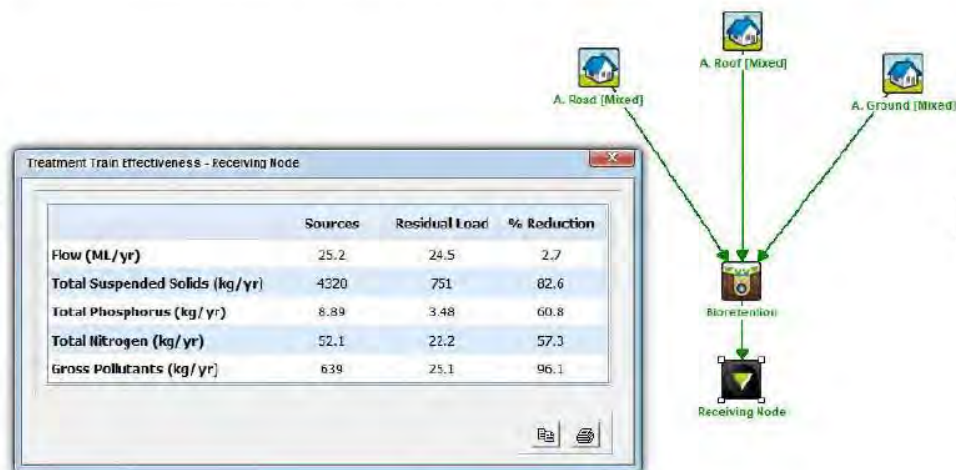 A. Roof [Mixed]
A. Road [Mixed]
A. Ground [Mixed]
Treatment Train Effectiveness - Receiving Node
Sources Residual Load % Reduction
Flow (ML/yr) 25.2 24.5 2.7
Total Suspended Solids (kg/yr) 4320 751 82.6
Total Phosphorus (kg/yr) 8.89 3.48 60.8
Total Nitrogen (kg/yr) 52.1 22.2 57.3
Gross Pollutants (kg/yr) 639 25.1 96.1
Bioretention
Receiving Node